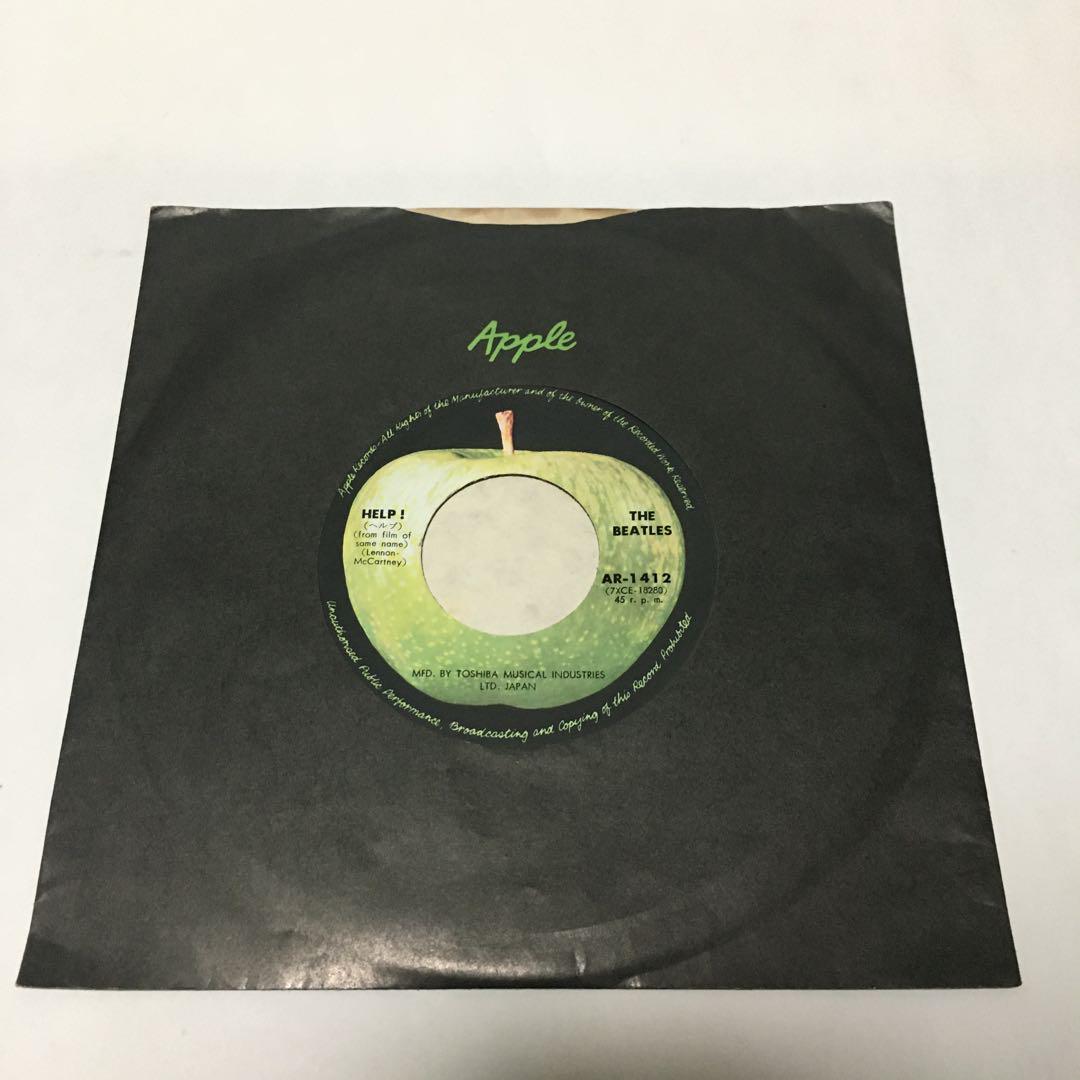 Apple
Apple Records·All Rights of the Manufacturer and of the Owner of the Recorded Work Reserved
HELP!
(ヘルプ)
(from film of
same name)
(Lennon-
McCartney)
THE
BEATLES
AR-1412
(7XCE-18280)
45 r. p. m.
MFD. BY TOSHIBA MUSICAL INDUSTRIES
LTD. JAPAN
Unauthorised Public Performance, Broadcasting and Copying of this Record Prohibited